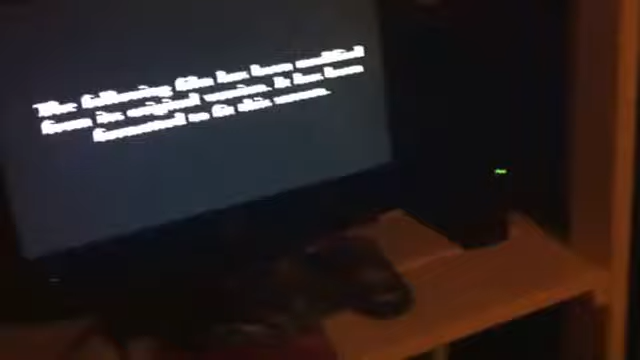 The following film has been modified
from its original version. It has been
formatted to fit this screen.